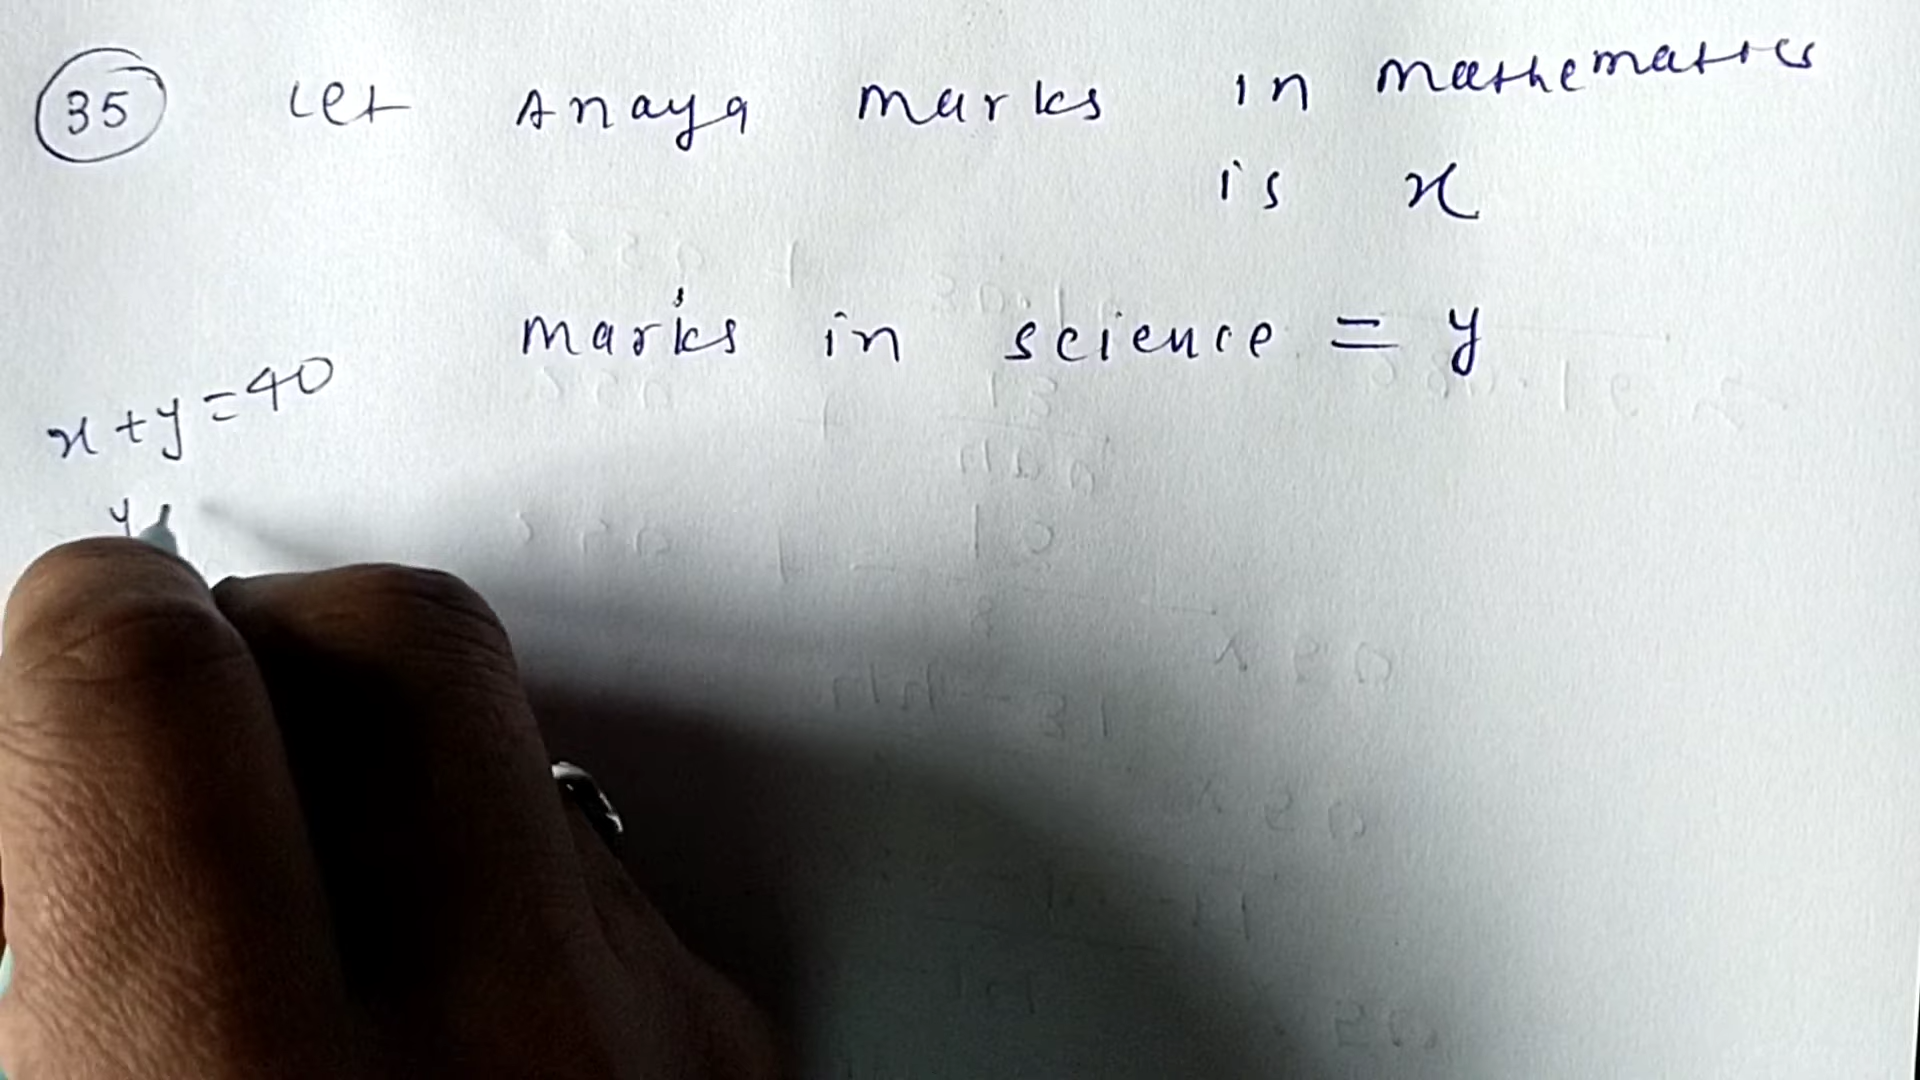 35 Let Anaya marks in mathematics
is x
marks in science = y
x + y = 40
y